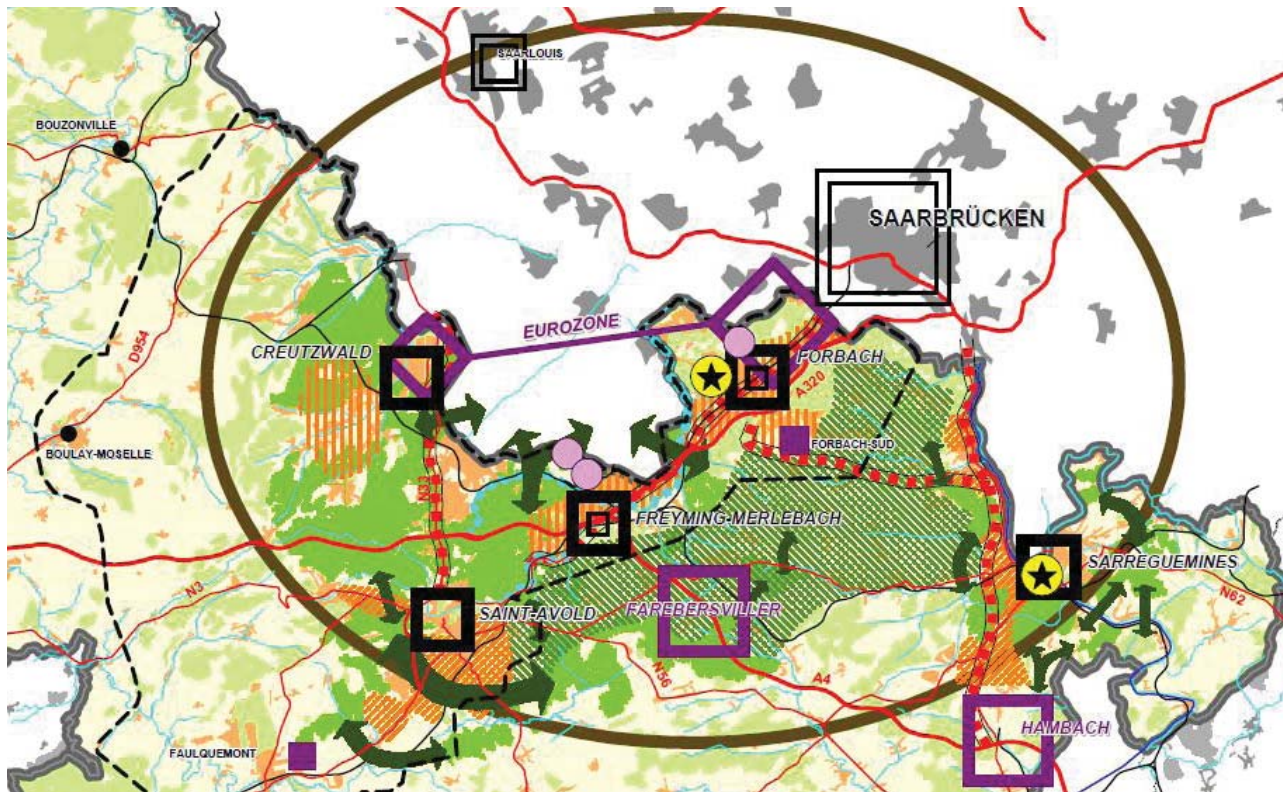 SAARLOUIS
BOUZONVILLE
SAARBRÜCKEN
EUROZONE
D954
CREUTZWALD
FORBACH
A320
BOULAY-MOSELLE
FORBACH-SUD
N33
FREYMING-MERLEBACH
SARREGUEMINES
N3
SAINT-AVOLD
FAREBERSVILLER
N62
N56
A4
HAMBACH
FAULQUEMONT